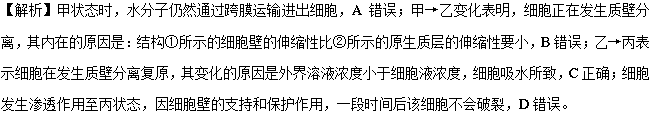 【解析】甲状态时，水分子仍然通过跨膜运输进出细胞，A 错误；甲→乙变化表明，细胞正在发生质壁分
离，其内在的原因是：结构①所示的细胞壁的伸缩性比②所示的原生质层的伸缩性要小，B错误；乙→丙表
示细胞在发生质壁分离复原，其变化的原因是外界溶液浓度小于细胞液浓度，细胞吸水所致，C正确；细胞
发生渗透作用至丙状态，因细胞壁的支持和保护作用，一段时间后该细胞不会破裂，D错误。